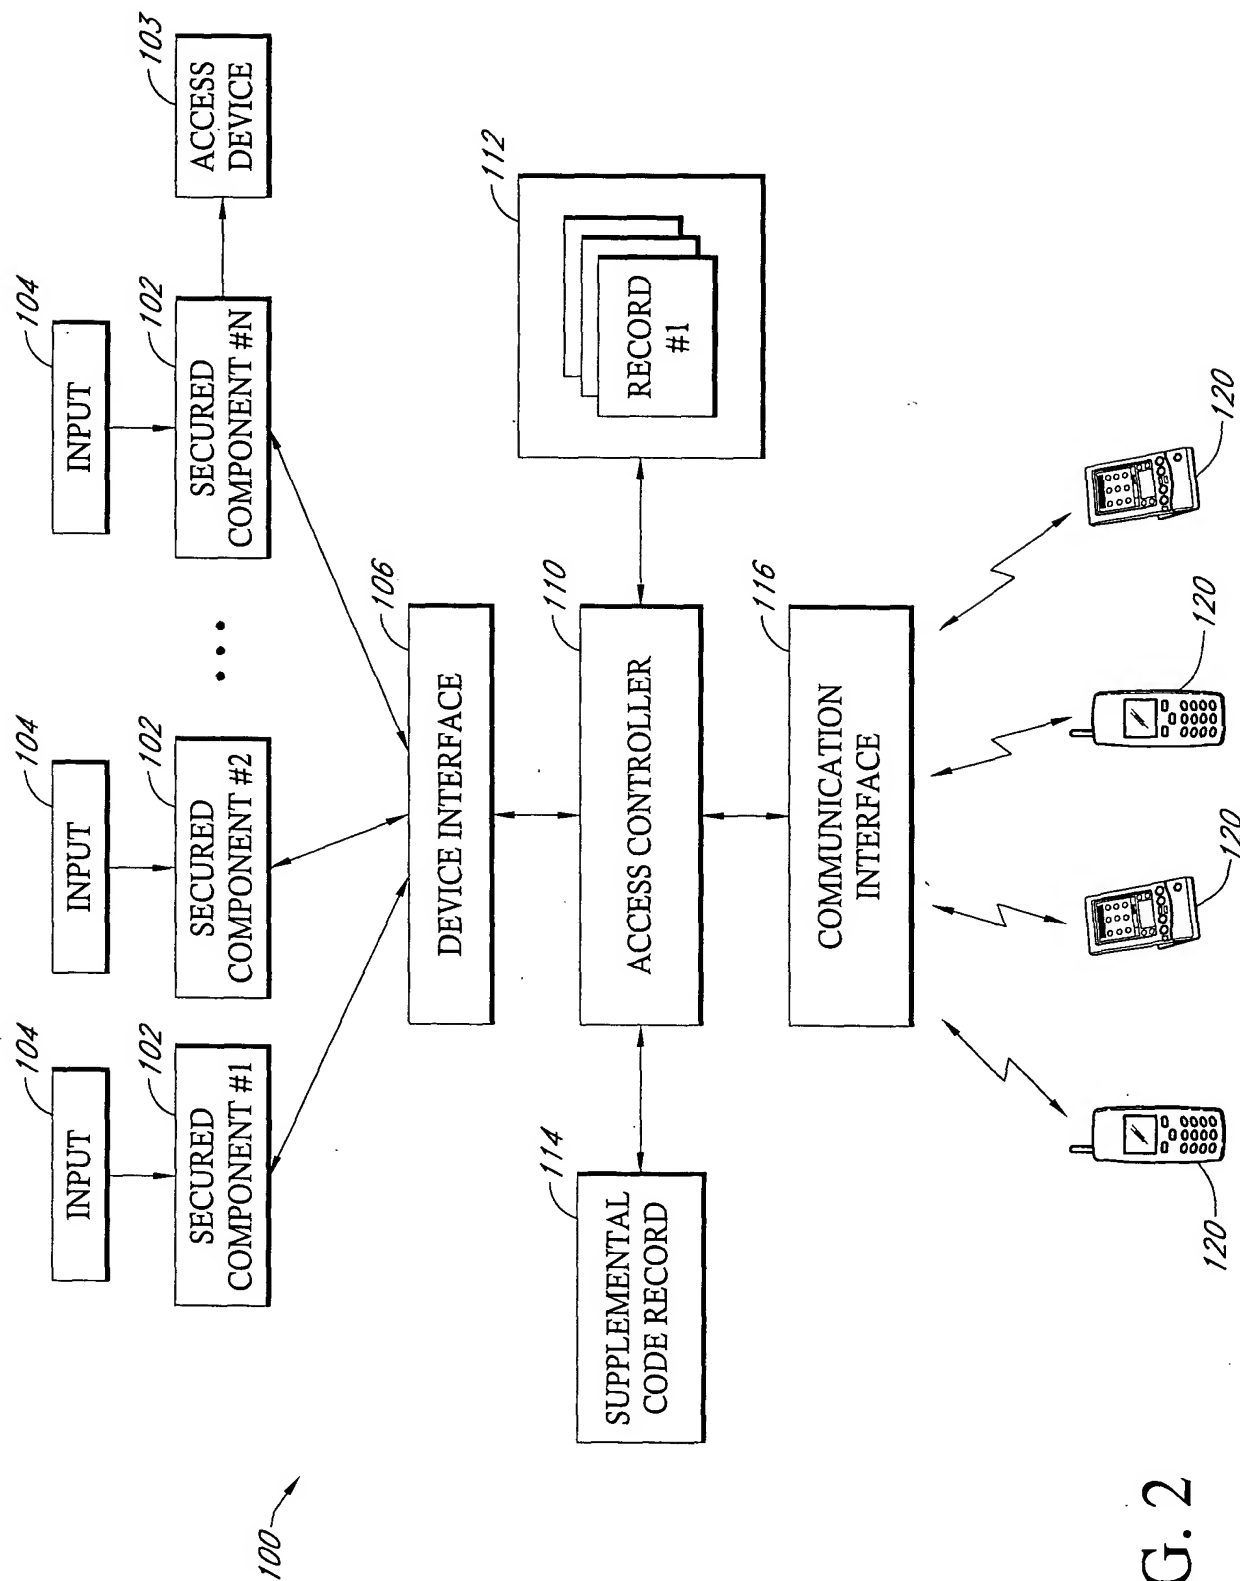 100
104
104
104
INPUT
INPUT
INPUT
102
102
102
103
SECURED
COMPONENT #1
SECURED
COMPONENT #2
• • •
SECURED
COMPONENT #N
ACCESS
DEVICE
106
DEVICE INTERFACE
114
SUPPLEMENTAL
CODE RECORD
110
ACCESS CONTROLLER
112
RECORD
#1
116
COMMUNICATION
INTERFACE
120
120
120
120
G. 2